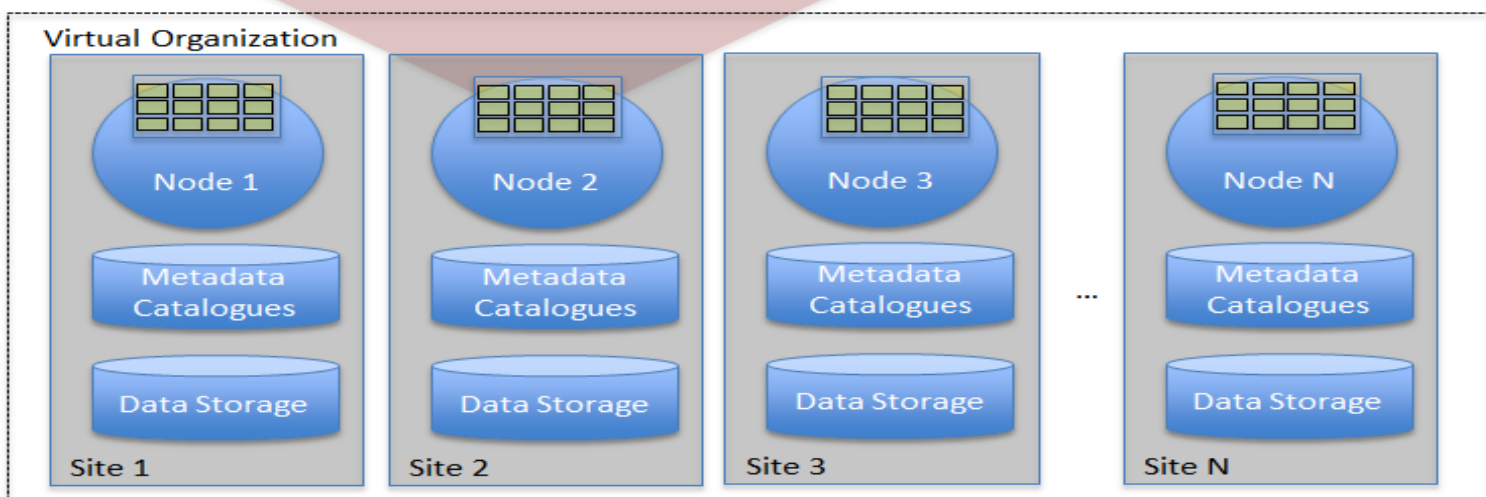 Virtual Organization
Node 1
Metadata
Catalogues
Data Storage
Site 1
Node 2
Metadata
Catalogues
Data Storage
Site 2
Node 3
Metadata
Catalogues
Data Storage
Site 3
...
Node N
Metadata
Catalogues
Data Storage
Site N